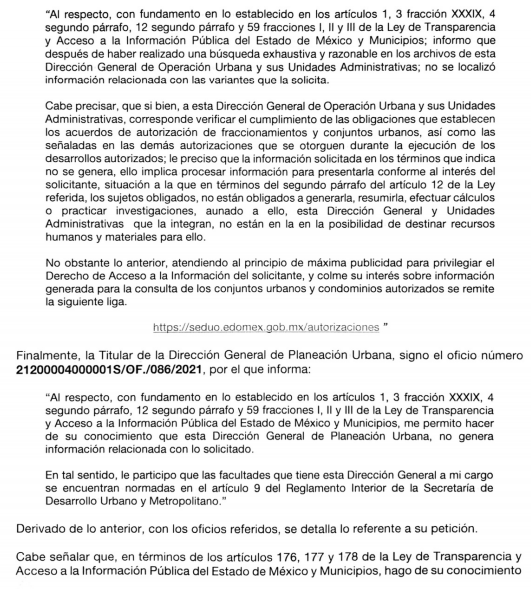 “Al respecto, con fundamento en lo establecido en los artículos 1, 3 fracción XXXIX, 4
segundo párrafo, 12 segundo párrafo y 59 fracciones I, II y III de la Ley de Transparencia
y Acceso a la Información Pública del Estado de México y Municipios; informo que
después de haber realizado una búsqueda exhaustiva y razonable en los archivos de esta
Dirección General de Operación Urbana y sus Unidades Administrativas; no se localizó
información relacionada con las variantes que la solicita.
Cabe precisar, que si bien, a esta Dirección General de Operación Urbana y sus Unidades
Administrativas, corresponde verificar el cumplimiento de las obligaciones que establecen
los acuerdos de autorización de fraccionamientos y conjuntos urbanos, así como las
señaladas en las demás autorizaciones que se otorguen durante la ejecución de los
desarrollos autorizados; le preciso que la información solicitada en los términos que indica
no se genera, ello implica procesar información para presentarla conforme al interés del
solicitante, situación a la que en términos del segundo párrafo del artículo 12 de la Ley
referida, los sujetos obligados, no están obligados a generarla, resumirla, efectuar cálculos
o practicar investigaciones, aunado a ello, esta Dirección General y Unidades
Administrativas que la integran, no están en la en la posibilidad de destinar recursos
humanos y materiales para ello.
No obstante lo anterior, atendiendo al principio de máxima publicidad para privilegiar el
Derecho de Acceso a la Información del solicitante, y colme su interés sobre información
generada para la consulta de los conjuntos urbanos y condominios autorizados se remite
la siguiente liga.
https://seduo.edomex.gob.mx/autorizaciones ”
Finalmente, la Titular de la Dirección General de Planeación Urbana, signo el oficio número
21200004000001S/OF./086/2021, por el que informa:
“Al respecto, con fundamento en lo establecido en los artículos 1, 3 fracción XXXIX, 4
segundo párrafo, 12 segundo párrafo y 59 fracciones I, II y III de la Ley de Transparencia
y Acceso a la Información Pública del Estado de México y Municipios, me permito hacer
de su conocimiento que esta Dirección General de Planeación Urbana, no genera
información relacionada con lo solicitado.
En tal sentido, le participo que las facultades que tiene esta Dirección General a mi cargo
se encuentran normadas en el artículo 9 del Reglamento Interior de la Secretaría de
Desarrollo Urbano y Metropolitano.”
Derivado de lo anterior, con los oficios referidos, se detalla lo referente a su petición.
Cabe señalar que, en términos de los artículos 176, 177 y 178 de la Ley de Transparencia y
Acceso a la Información Pública del Estado de México y Municipios, hago de su conocimiento